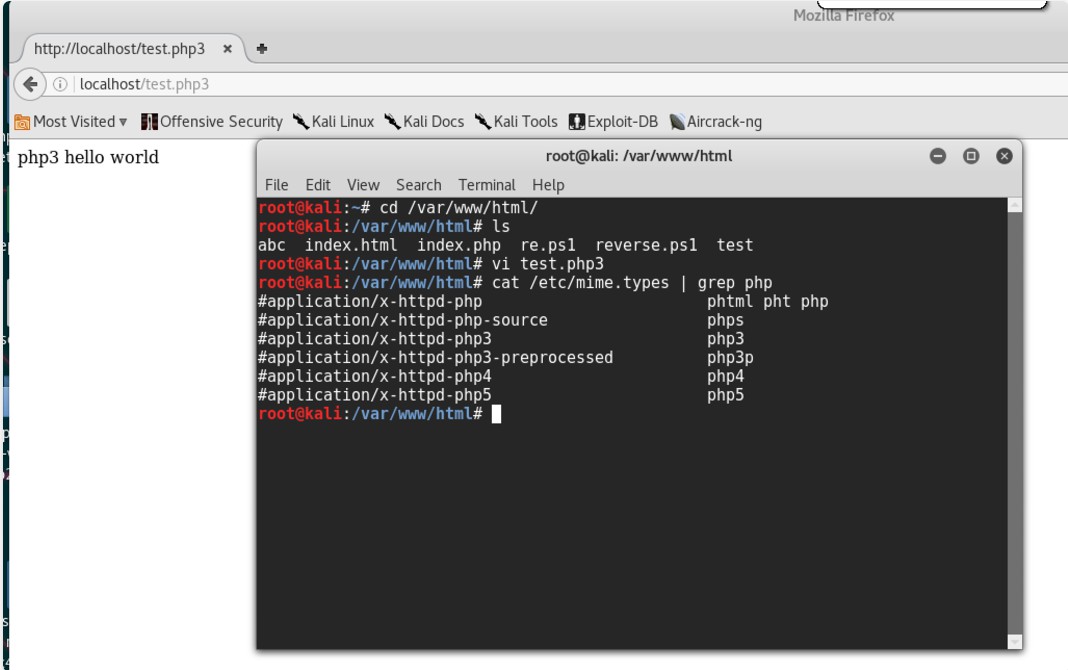 Mozilla Firefox
http://localhost/test.php3
localhost/test.php3
Most Visited Offensive Security Kali Linux Kali Docs Kali Tools Exploit-DB Aircrack-ng
php3 hello world
root@kali: /var/www/html
File Edit View Search Terminal Help
root@kali:~# cd /var/www/html/
root@kali:/var/www/html# ls
abc index.html index.php re.ps1 reverse.ps1 test
root@kali:/var/www/html# vi test.php3
root@kali:/var/www/html# cat /etc/mime.types | grep php
#application/x-httpd-php phtml pht php
#application/x-httpd-php-source phps
#application/x-httpd-php3 php3
#application/x-httpd-php3-preprocessed php3p
#application/x-httpd-php4 php4
#application/x-httpd-php5 php5
root@kali:/var/www/html#